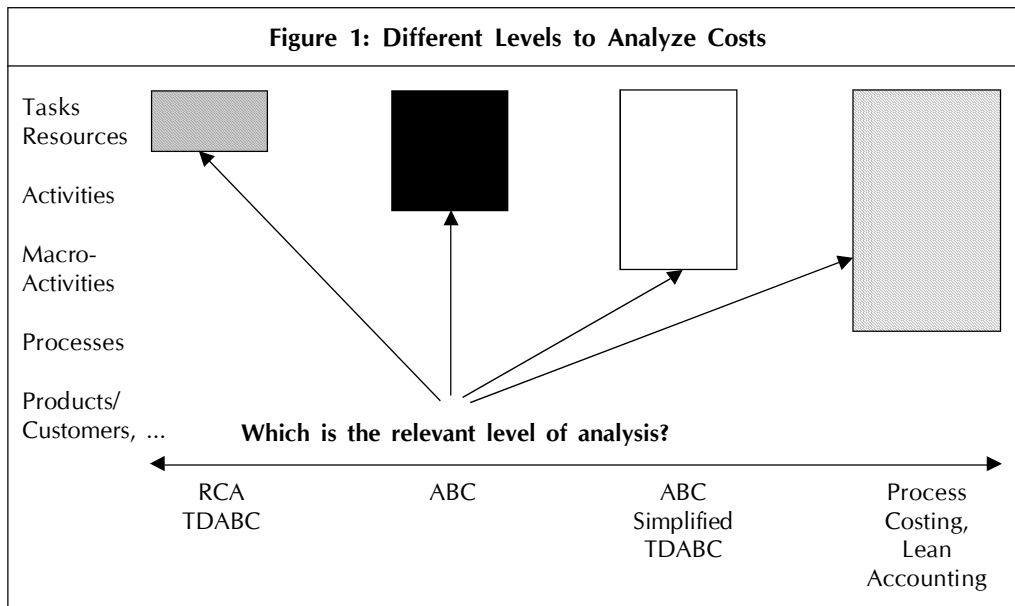 Figure 1: Different Levels to Analyze Costs
Tasks
Resources
Activities
Macro-
Activities
Processes
Products/
Customers, ...
Which is the relevant level of analysis?
RCA
TDABC
ABC
ABC
Simplified
TDABC
Process
Costing,
Lean
Accounting